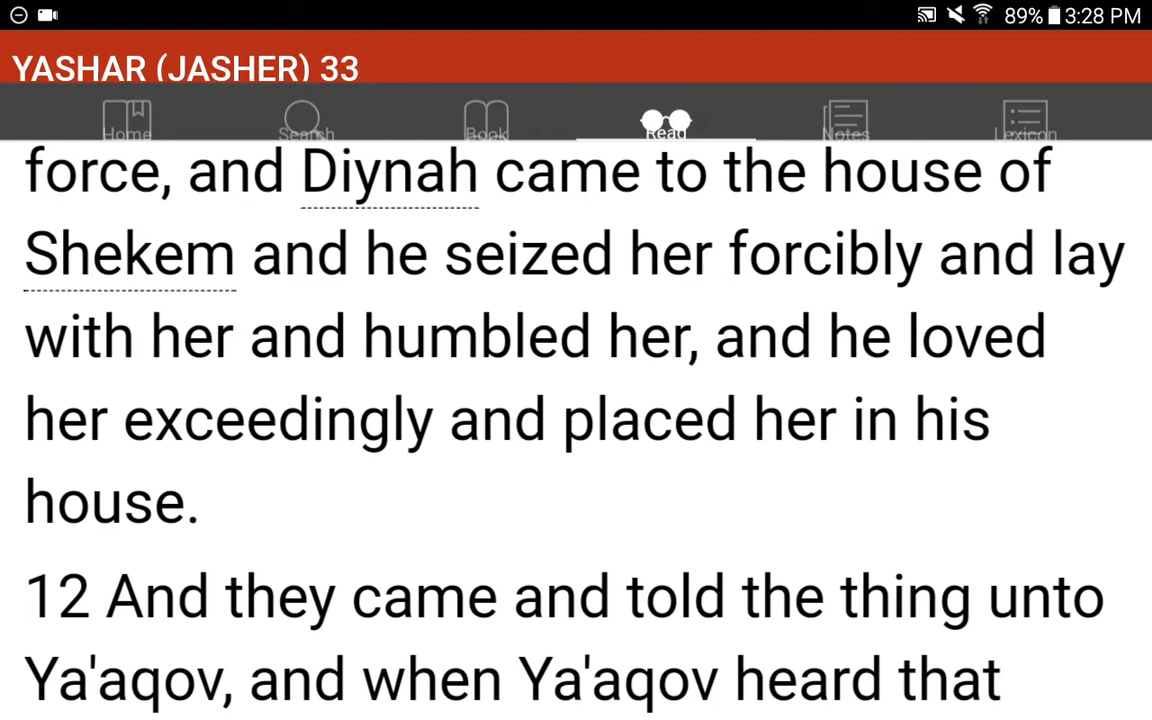 89% 3:28 PM
YASHAR (JASHER) 33
Home Search Book Read Notes Lexicon
force, and Diynah came to the house of
Shekem and he seized her forcibly and lay
with her and humbled her, and he loved
her exceedingly and placed her in his
house.
12 And they came and told the thing unto
Ya'aqov, and when Ya'aqov heard that